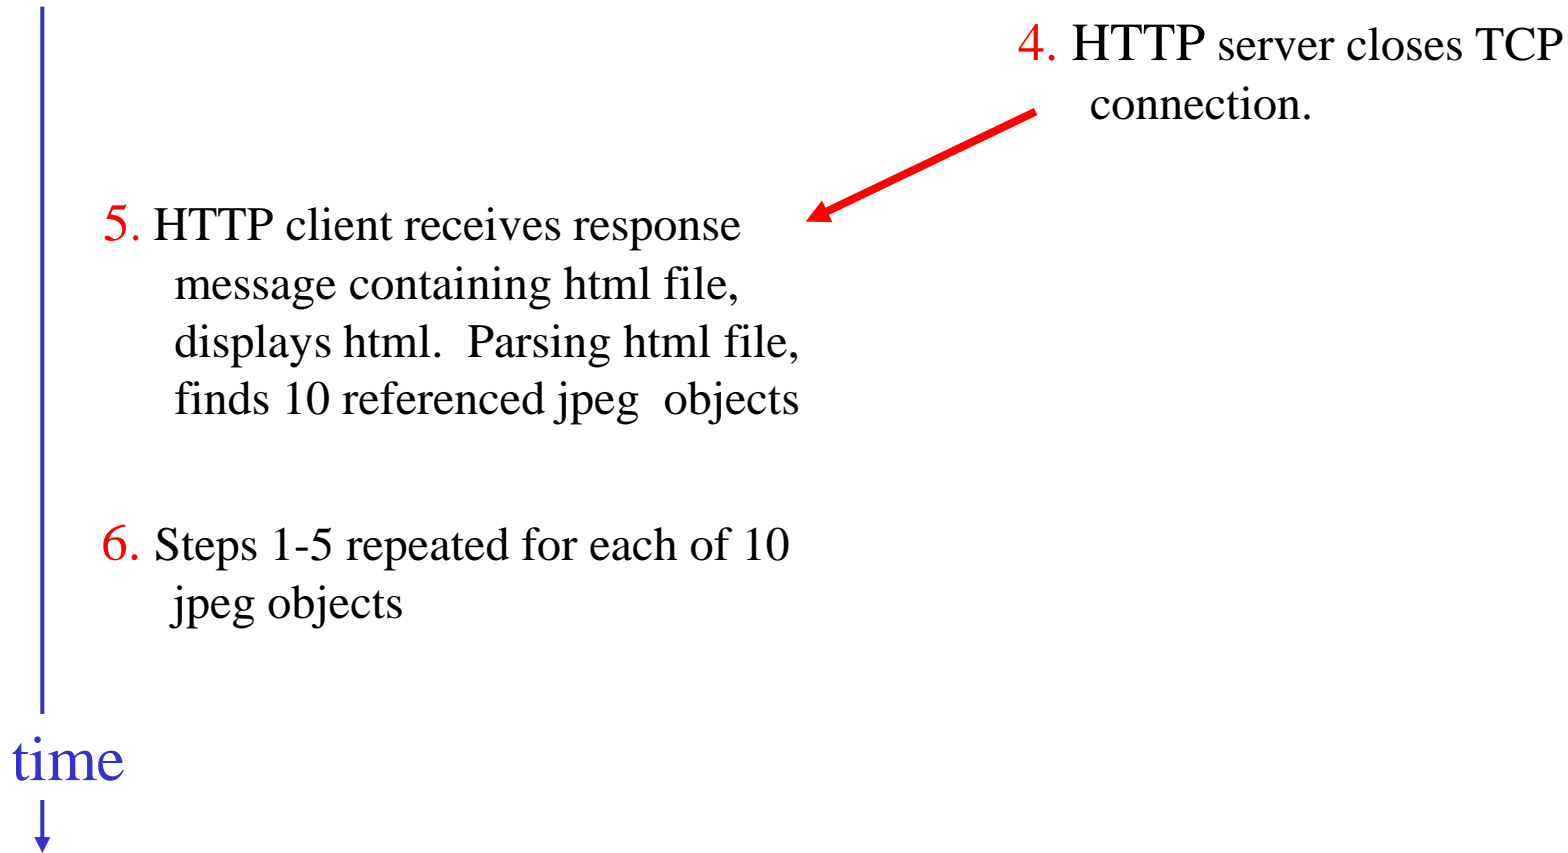 4. HTTP server closes TCP
connection.
5. HTTP client receives response
message containing html file,
displays html.  Parsing html file,
finds 10 referenced jpeg  objects
6. Steps 1-5 repeated for each of 10
jpeg objects
time